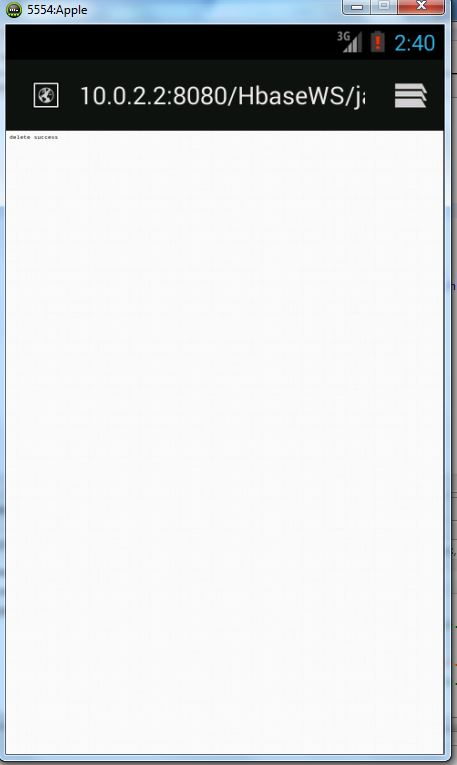 5554:Apple
3G 2:40
10.0.2.2:8080/HbaseWS/ja
delete success